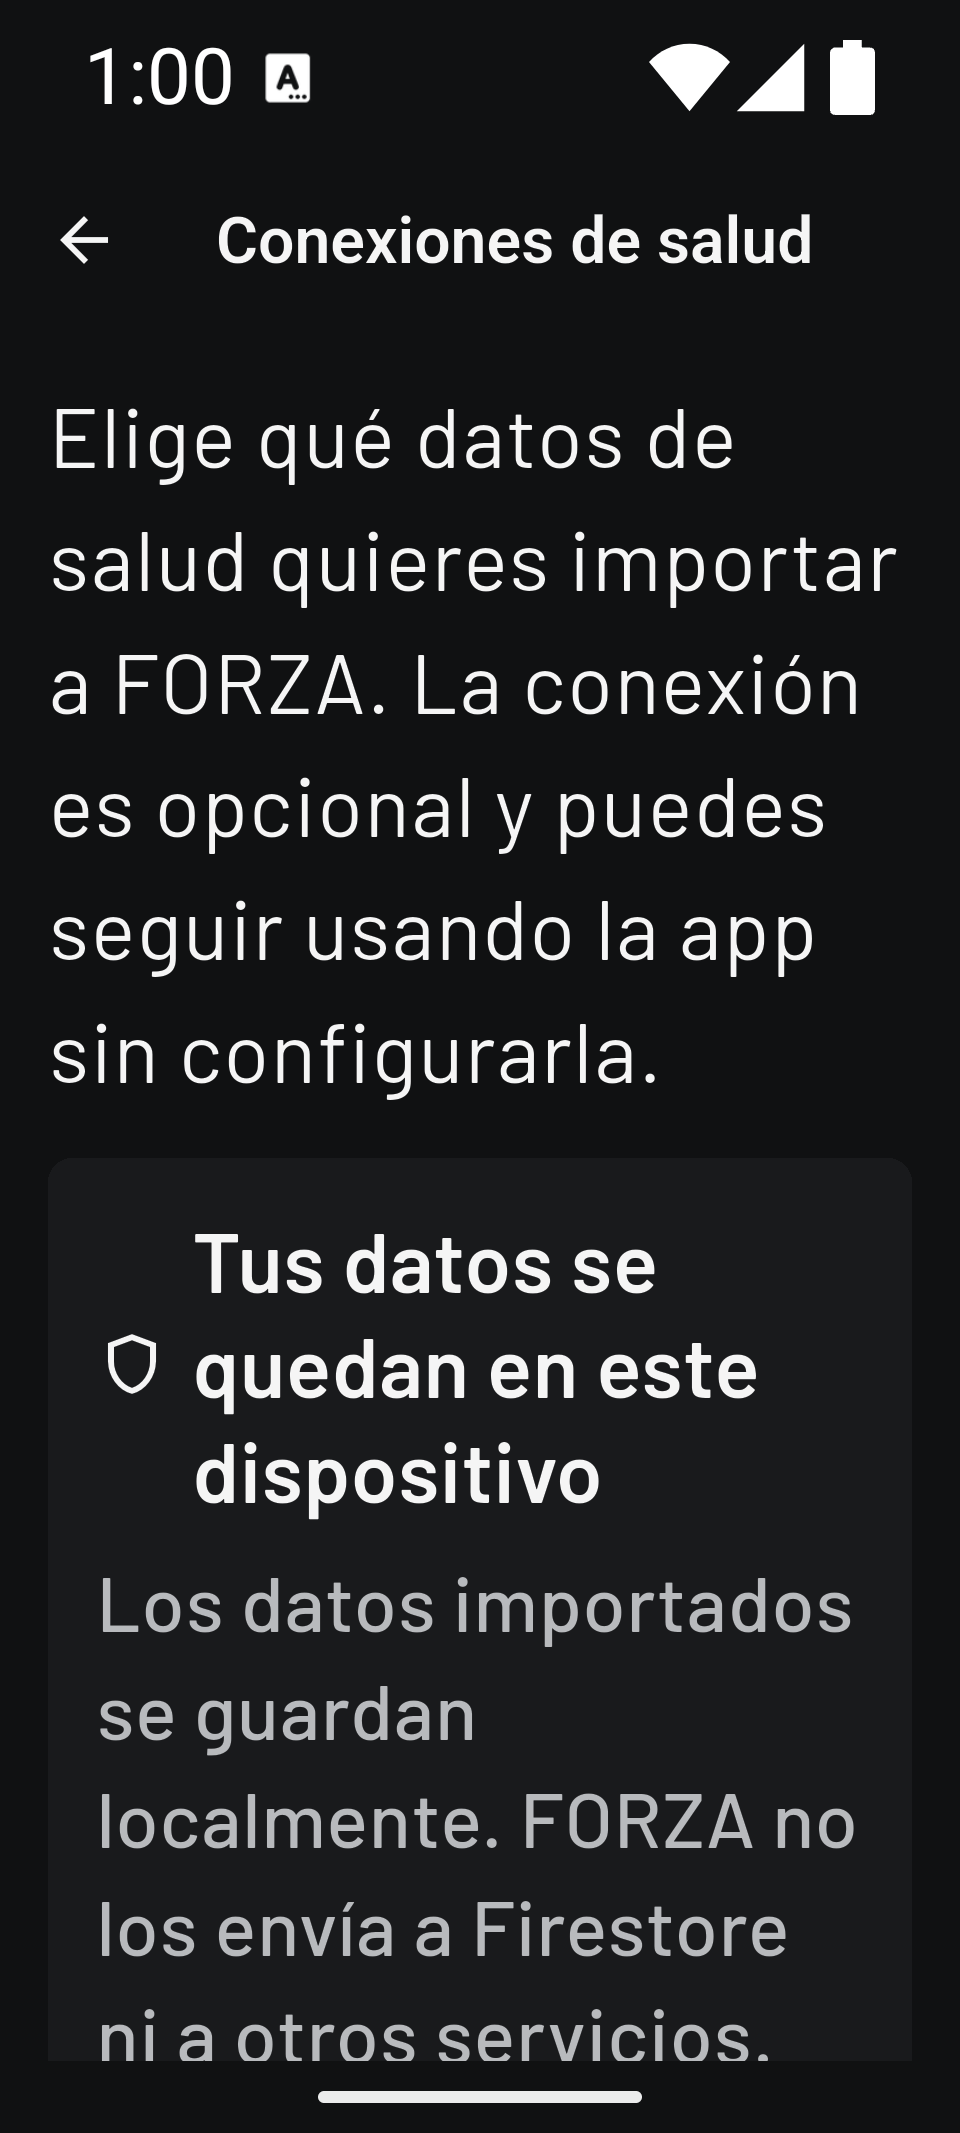 1:00
Conexiones de salud
Elige qué datos de
salud quieres importar
a FORZA. La conexión
es opcional y puedes
seguir usando la app
sin configurarla.
Tus datos se
quedan en este
dispositivo
Los datos importados
se guardan
localmente. FORZA no
los envía a Firestore
ni a otros servicios.